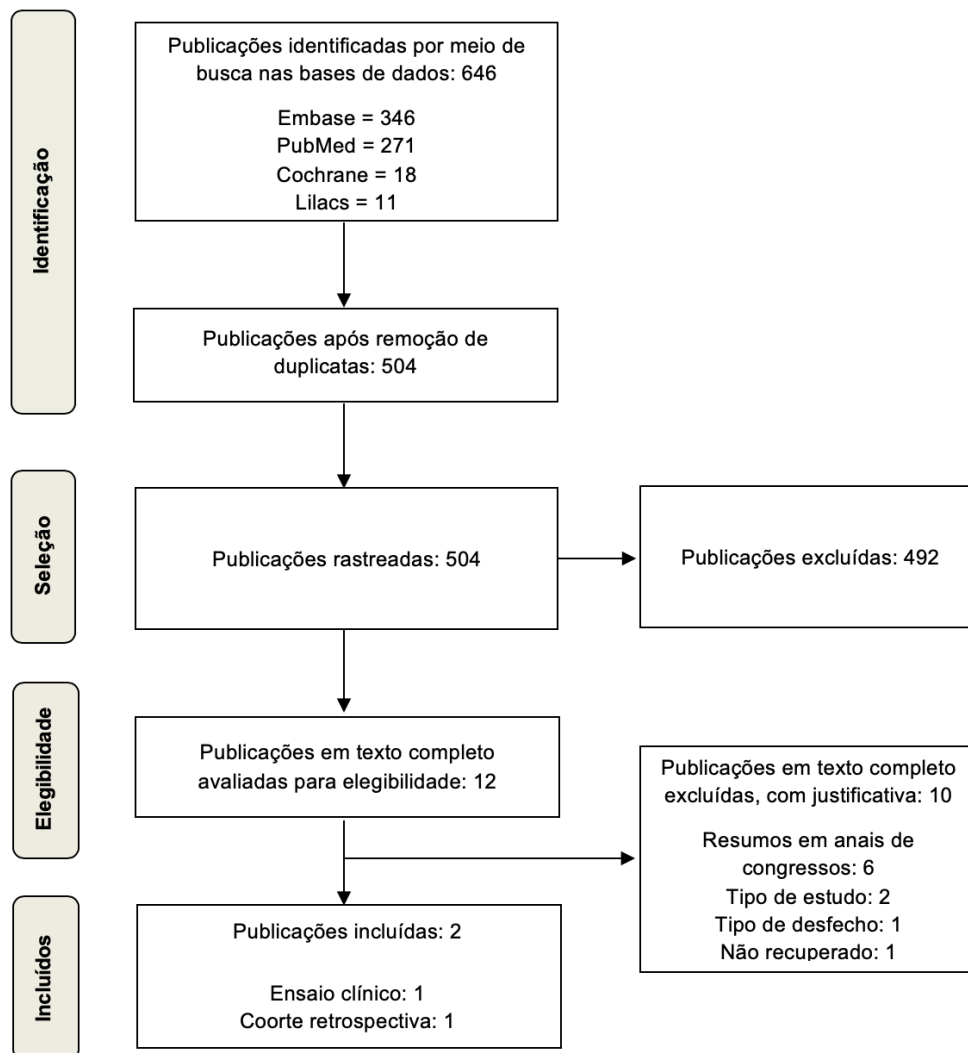 Identificação
Publicações identificadas por meio de
busca nas bases de dados: 646
Embase = 346
PubMed = 271
Cochrane = 18
Lilacs = 11
Publicações após remoção de
duplicatas: 504
Seleção
Publicações rastreadas: 504
Publicações excluídas: 492
Elegibilidade
Publicações em texto completo
avaliadas para elegibilidade: 12
Publicações em texto completo
excluídas, com justificativa: 10
Resumos em anais de
congressos: 6
Tipo de estudo: 2
Tipo de desfecho: 1
Não recuperado: 1
Incluídos
Publicações incluídas: 2
Ensaio clínico: 1
Coorte retrospectiva: 1